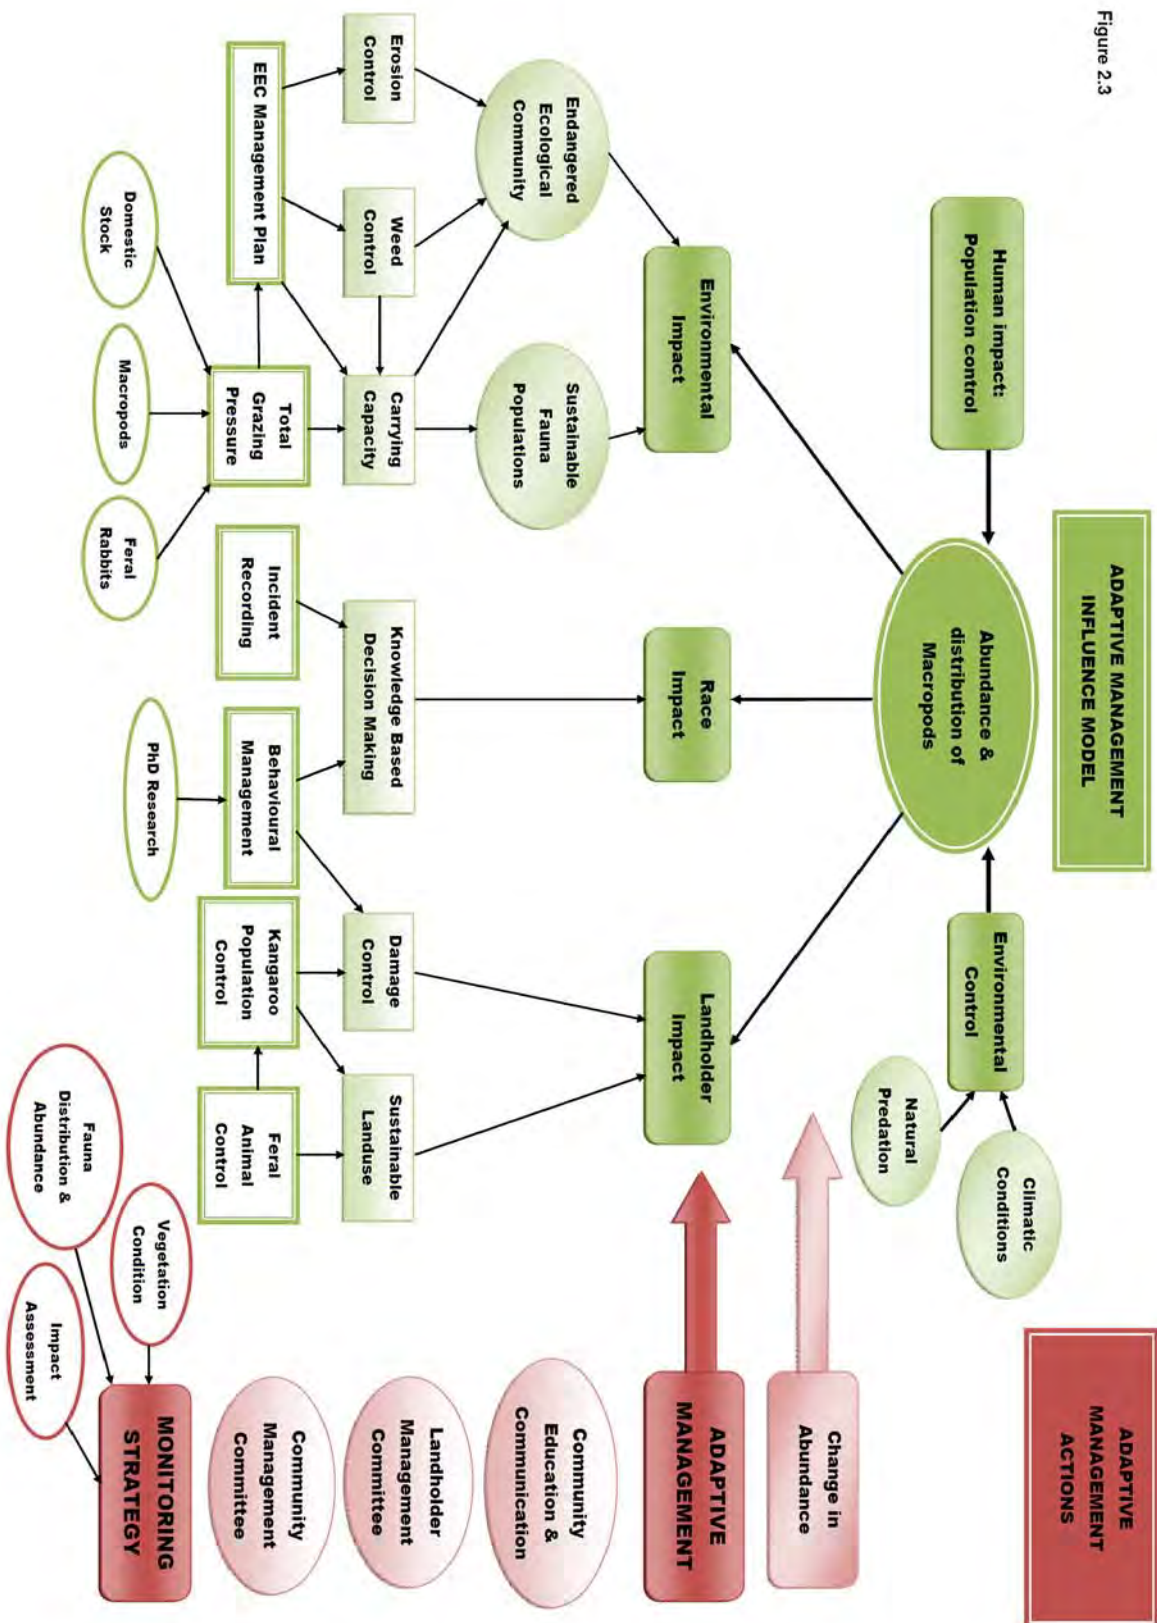 Figure 2.3
ADAPTIVE MANAGEMENT
INFLUENCE MODEL
ADAPTIVE
MANAGEMENT
ACTIONS
Human impact:
Population control
Abundance &
distribution of
Macropods
Environmental
Control
Climatic
Conditions
Natural
Predation
Change in
Abundance
Environmental
Impact
Race
Impact
Landholder
Impact
ADAPTIVE
MANAGEMENT
Endangered
Ecological
Community
Sustainable
Fauna
Populations
Community
Education &
Communication
Erosion
Control
Weed
Control
Carrying
Capacity
Knowledge Based
Decision Making
Damage
Control
Sustainable
Landuse
Landholder
Management
Committee
EEC Management Plan
Total
Grazing
Pressure
Incident
Recording
Behavioural
Management
Kangaroo
Population
Control
Feral
Animal
Control
Community
Management
Committee
Domestic
Stock
Macropods
Feral
Rabbits
PhD Research
Vegetation
Condition
MONITORING
STRATEGY
Fauna
Distribution &
Abundance
Impact
Assessment